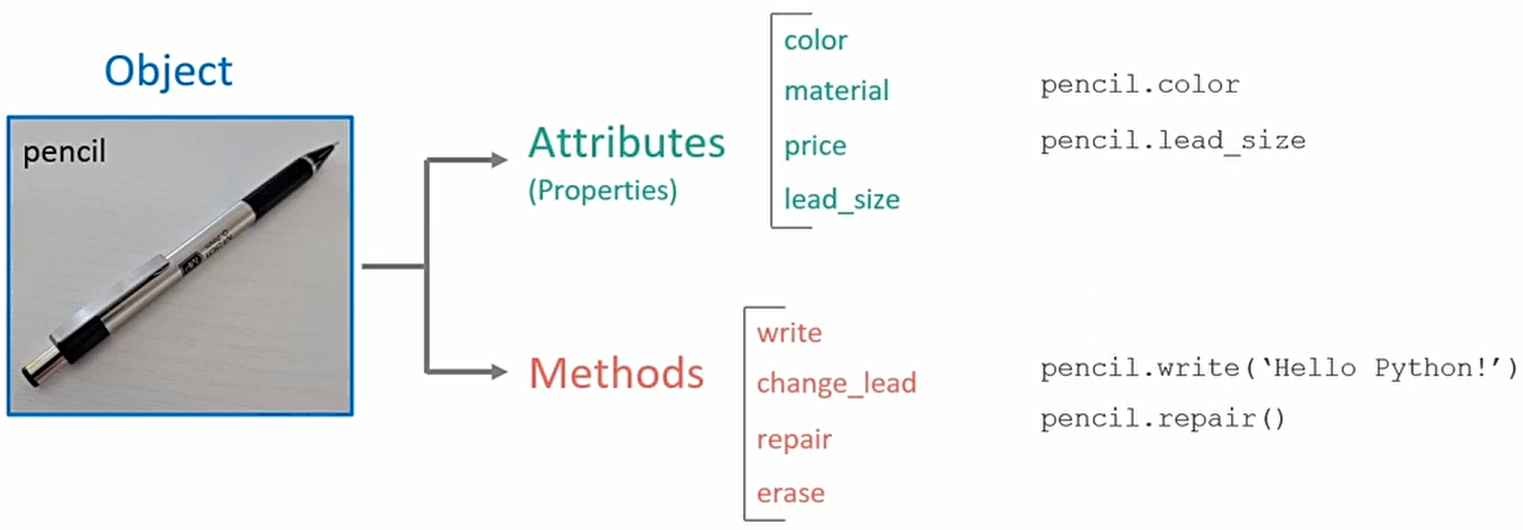 Object
pencil
Attributes
(Properties)
color
material
price
lead_size
pencil.color
pencil.lead_size
Methods
write
change_lead
repair
erase
pencil.write(‘Hello Python!’)
pencil.repair()